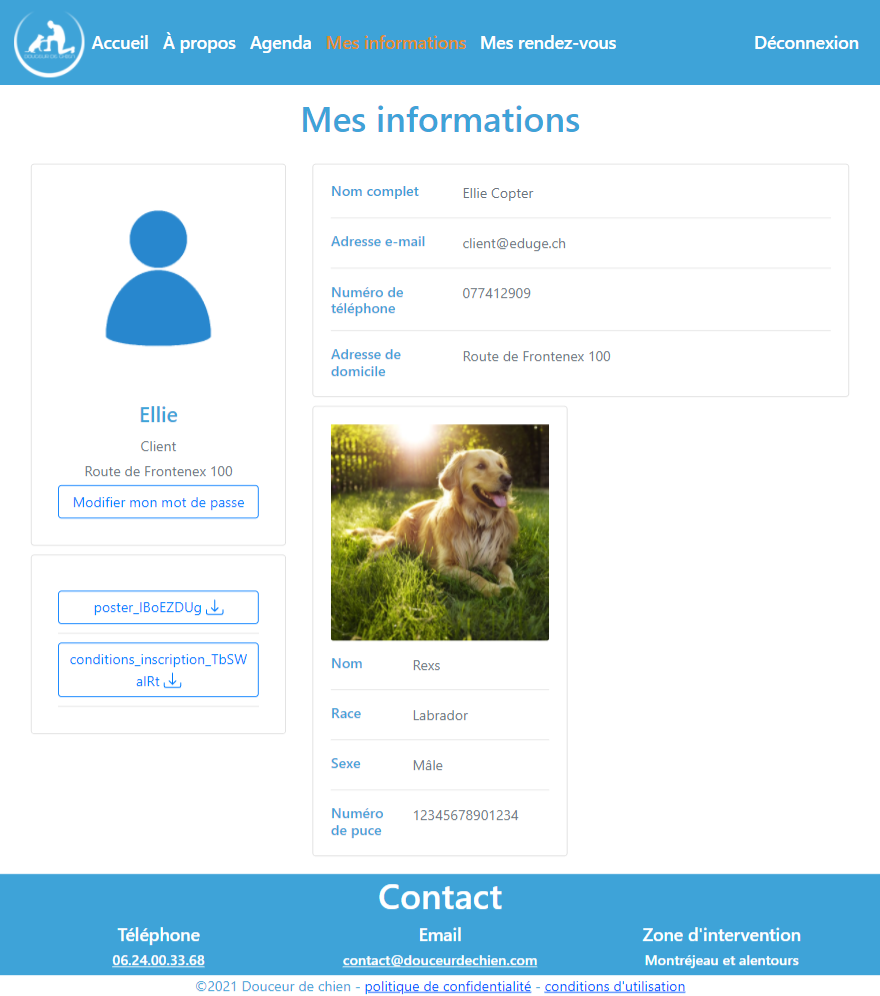 DOUCEUR DE CHIEN
Accueil À propos Agenda Mes informations Mes rendez-vous Déconnexion
Mes informations
Ellie
Client
Route de Frontenex 100
Modifier mon mot de passe
poster_lBoEZDUg
conditions_inscription_TbSW
alRt
Nom complet Ellie Copter
Adresse e-mail client@eduge.ch
Numéro de
téléphone
077412909
Adresse de
domicile
Route de Frontenex 100
Nom Rexs
Race Labrador
Sexe Mâle
Numéro
de puce
12345678901234
Contact
Téléphone
06.24.00.33.68
Email
contact@douceurdechien.com
Zone d'intervention
Montréjeau et alentours
©2021 Douceur de chien - politique de confidentialité - conditions d'utilisation